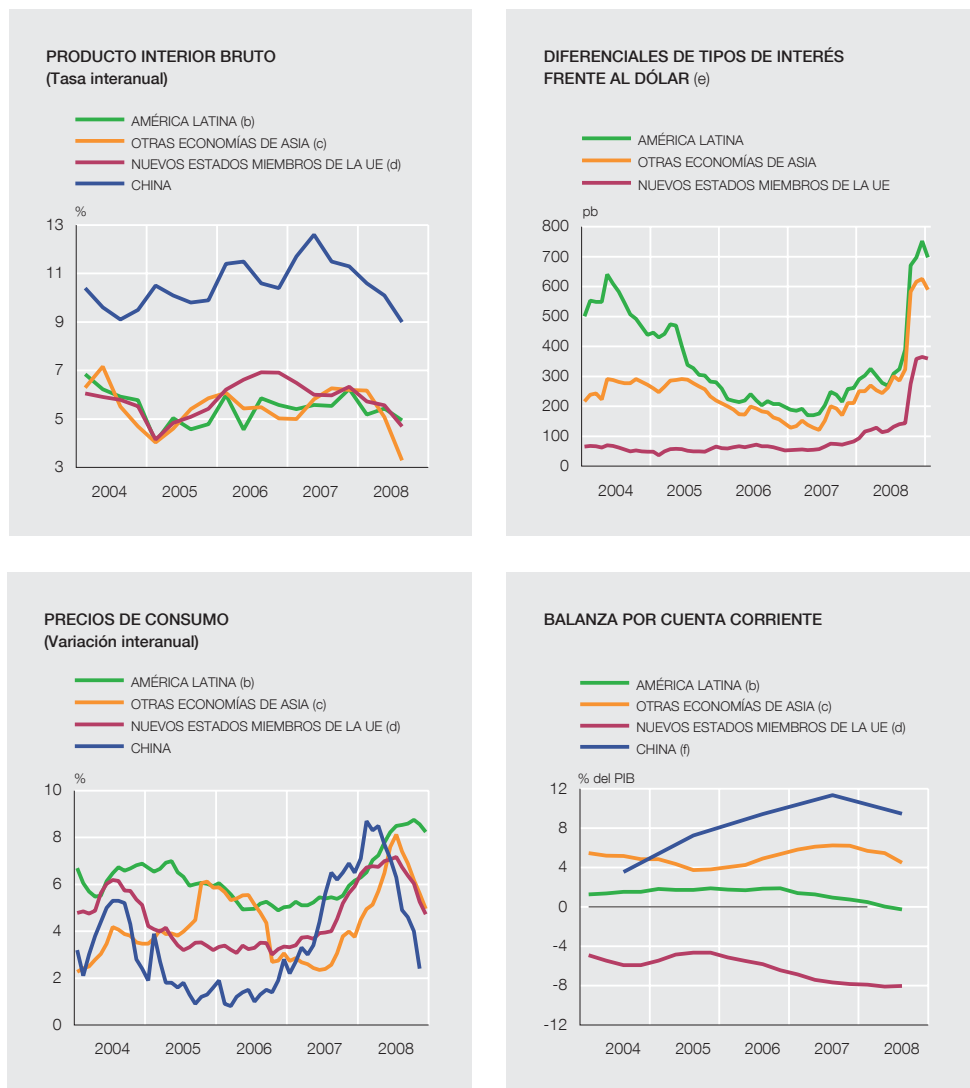 PRODUCTO INTERIOR BRUTO
(Tasa interanual)
AMÉRICA LATINA (b)
OTRAS ECONOMÍAS DE ASIA (c)
NUEVOS ESTADOS MIEMBROS DE LA UE (d)
CHINA
%
13
11
9
7
5
3
2004 2005 2006 2007 2008
DIFERENCIALES DE TIPOS DE INTERÉS
FRENTE AL DÓLAR (e)
AMÉRICA LATINA
OTRAS ECONOMÍAS DE ASIA
NUEVOS ESTADOS MIEMBROS DE LA UE
pb
800
700
600
500
400
300
200
100
0
2004 2005 2006 2007 2008
PRECIOS DE CONSUMO
(Variación interanual)
AMÉRICA LATINA (b)
OTRAS ECONOMÍAS DE ASIA (c)
NUEVOS ESTADOS MIEMBROS DE LA UE (d)
CHINA
%
10
8
6
4
2
0
2004 2005 2006 2007 2008
BALANZA POR CUENTA CORRIENTE
AMÉRICA LATINA (b)
OTRAS ECONOMÍAS DE ASIA (c)
NUEVOS ESTADOS MIEMBROS DE LA UE (d)
CHINA (f)
% del PIB
12
8
4
0
-4
-8
-12
2004 2005 2006 2007 2008